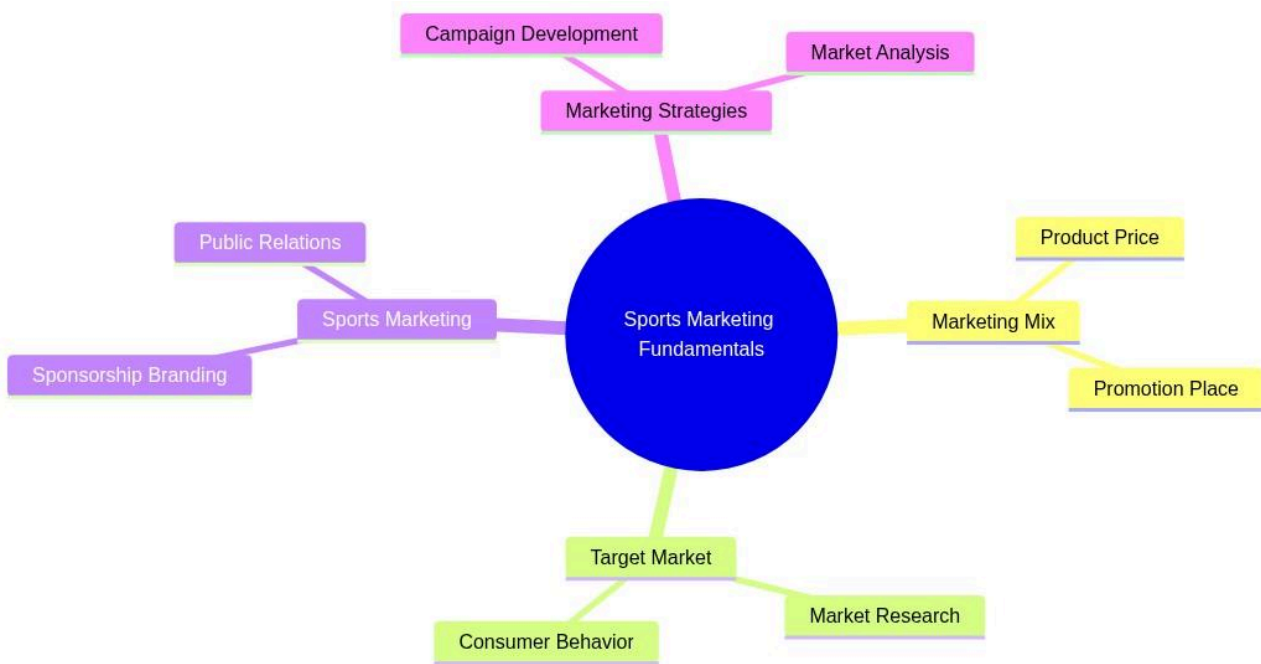 Campaign Development
Market Analysis
Marketing Strategies
Public Relations
Product Price
Sports Marketing
Sports Marketing
Fundamentals
Marketing Mix
Sponsorship Branding
Promotion Place
Target Market
Market Research
Consumer Behavior